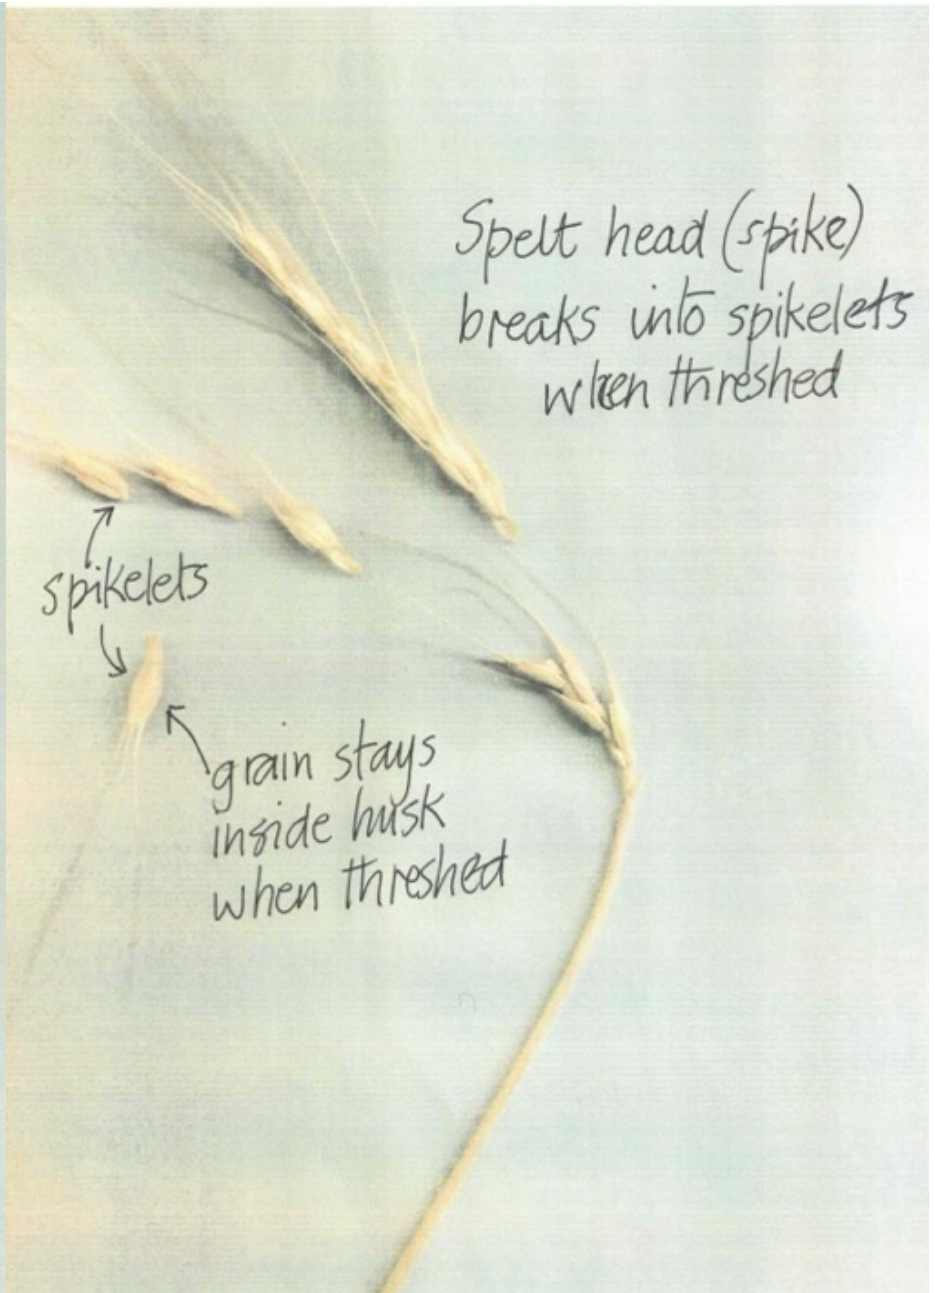 Spelt head (spike)
breaks into spikelets
when threshed
spikelets
grain stays
inside husk
when threshed